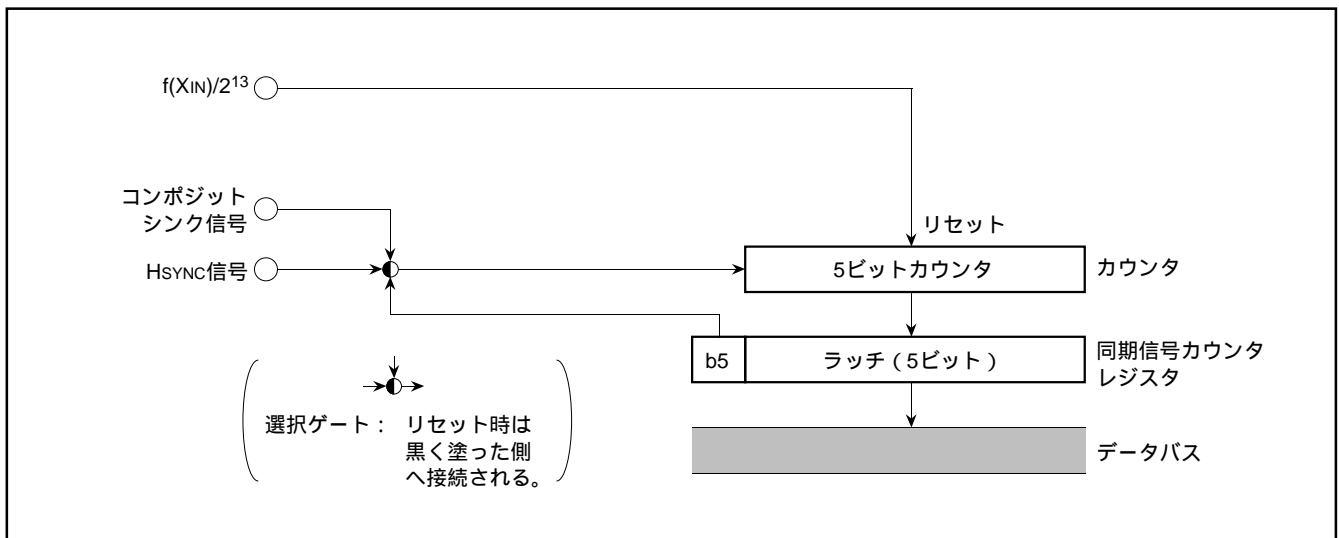 f(XIN)/2¹³
コンポジット
シンク信号
HSYNC信号
リセット
5ビットカウンタ
カウンタ
b5
ラッチ（5ビット）
同期信号カウンタ
レジスタ
選択ゲート： リセット時は
黒く塗った側
へ接続される。
データバス